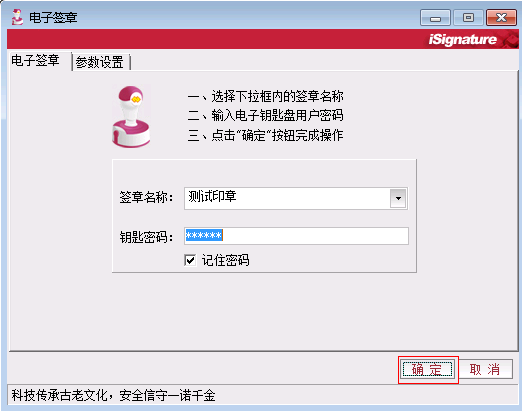 电子签章
iSignature
电子签章 参数设置
一、选择下拉框内的签章名称
二、输入电子钥匙盘用户密码
三、点击“确定”按钮完成操作
签章名称： 测试印章
钥匙密码： ******
记住密码
确 定 取 消
科技传承古老文化，安全信守一诺千金